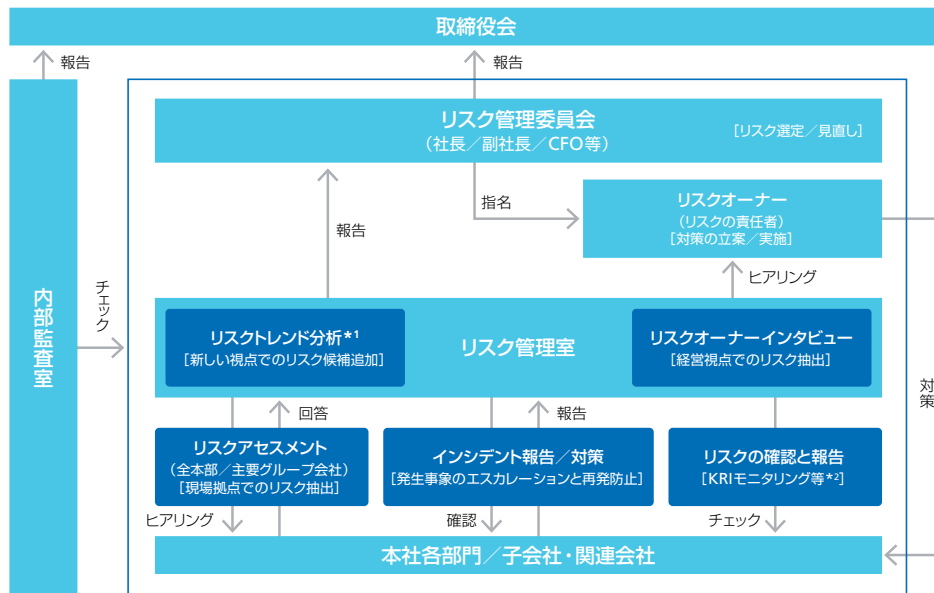 取締役会
報告
報告
リスク管理委員会
（社長／副社長／CFO等）
［リスク選定／見直し］
指名
リスクオーナー
（リスクの責任者）
［対策の立案／実施］
報告
ヒアリング
内部監査室
チェック
リスクトレンド分析*1
［新しい視点でのリスク候補追加］
リスク管理室
リスクオーナーインタビュー
［経営視点でのリスク抽出］
対策
回答
報告
リスクアセスメント
（全本部／主要グループ会社）
［現場拠点でのリスク抽出］
インシデント報告／対策
［発生事象のエスカレーションと再発防止］
リスクの確認と報告
［KRIモニタリング等*2］
ヒアリング
確認
チェック
本社各部門／子会社・関連会社